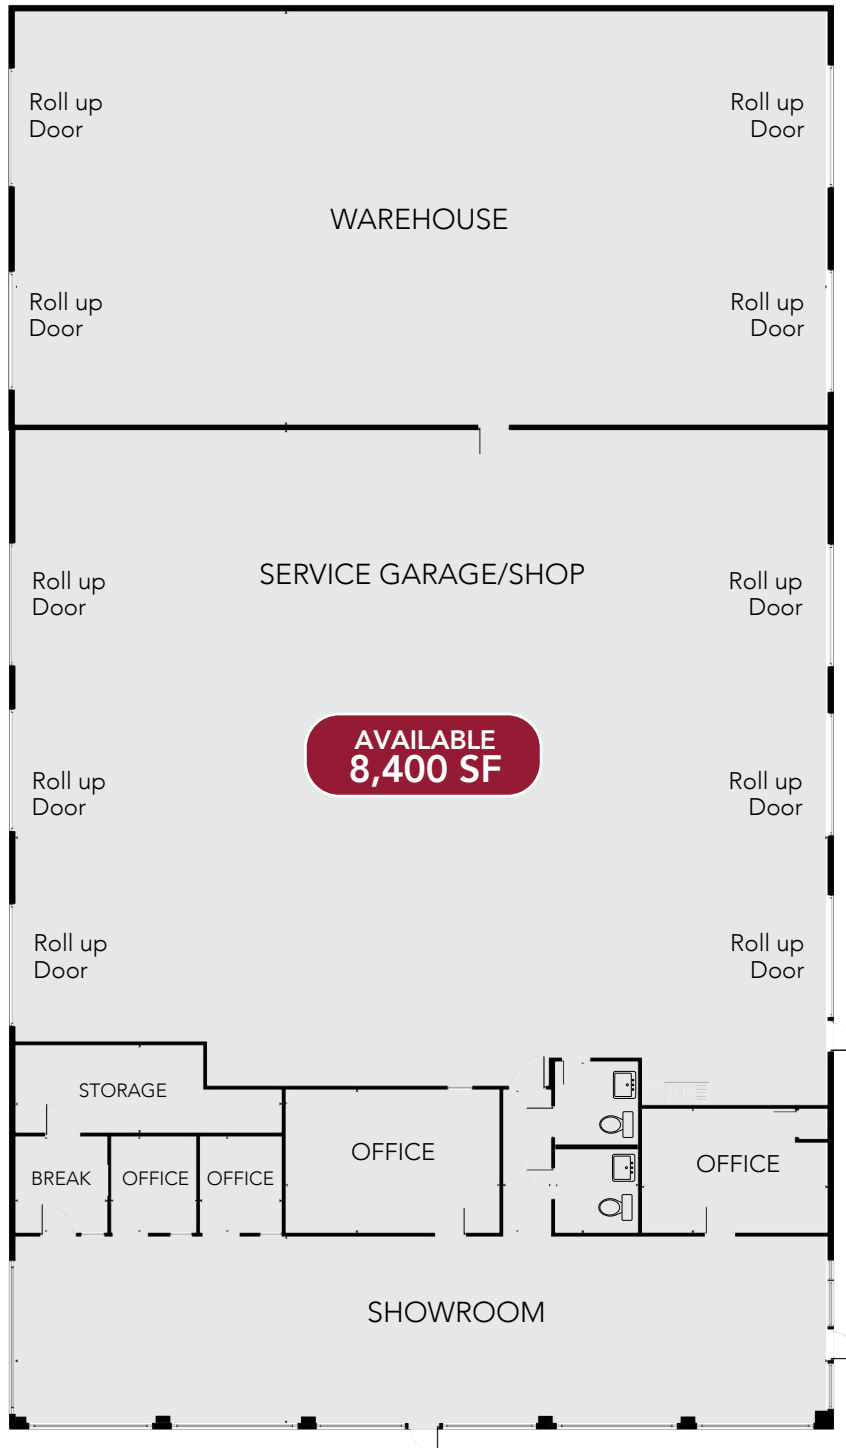 Roll up
Door
Roll up
Door
WAREHOUSE
Roll up
Door
Roll up
Door
SERVICE GARAGE/SHOP
Roll up
Door
Roll up
Door
AVAILABLE
8,400 SF
Roll up
Door
Roll up
Door
Roll up
Door
Roll up
Door
STORAGE
OFFICE
OFFICE
BREAK
OFFICE
OFFICE
SHOWROOM